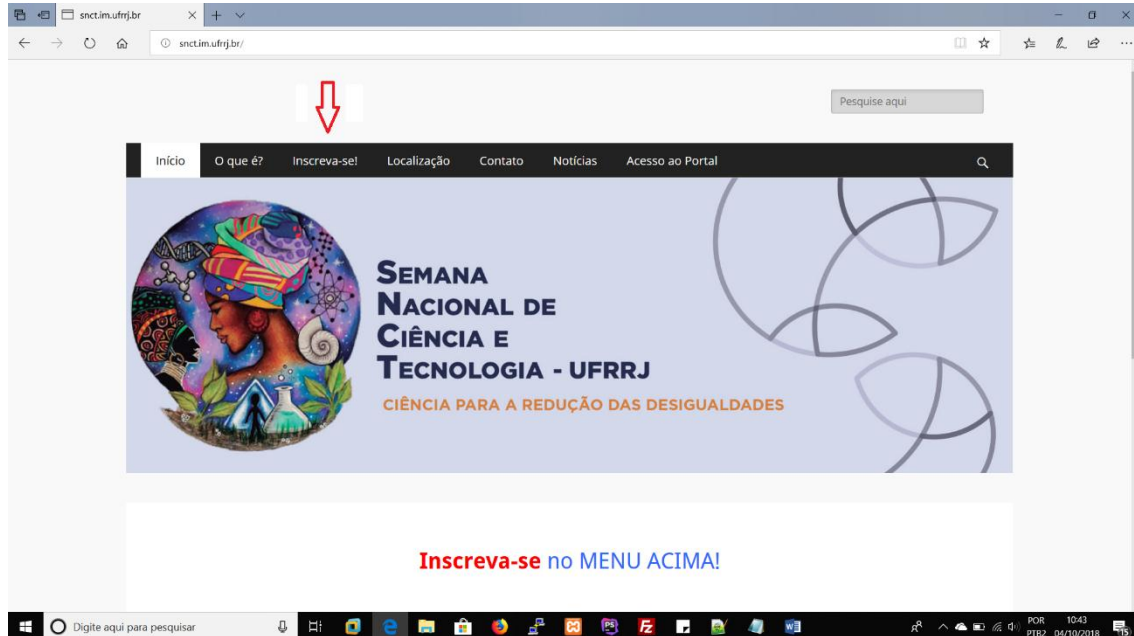 snct.im.ufrrj.br
snct.im.ufrrj.br/
Pesquise aqui
Início O que é? Inscreva-se! Localização Contato Notícias Acesso ao Portal
SEMANA
NACIONAL DE
CIÊNCIA E
TECNOLOGIA - UFRRJ
CIÊNCIA PARA A REDUÇÃO DAS DESIGUALDADES
Inscreva-se no MENU ACIMA!
Digite aqui para pesquisar
POR 10:43
PTB2 04/10/2018